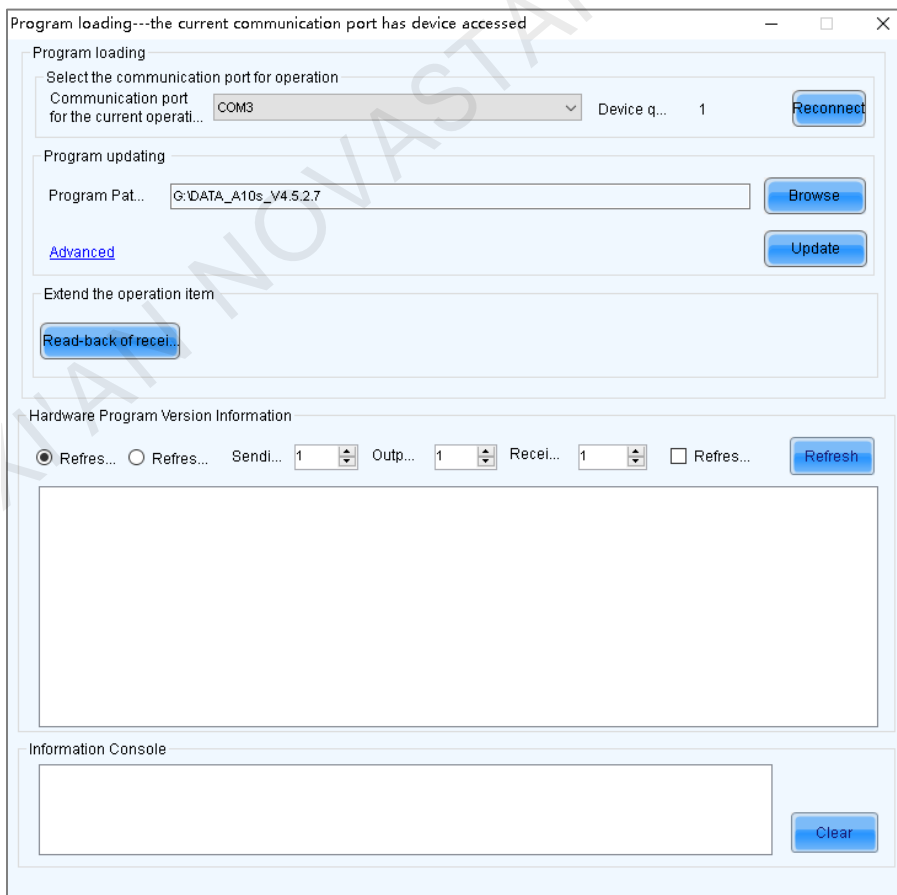 Program loading---the current communication port has device accessed
Program loading
Select the communication port for operation
Communication port
for the current operati...
COM3
Device q...
1
Reconnect
Program updating
Program Pat...
G:\DATA_A10s_V4.5.2.7
Browse
Advanced
Update
Extend the operation item
Read-back of recei...
Hardware Program Version Information
Refres...
Refres...
Sendi...
1
Outp...
1
Recei...
1
Refres...
Refresh
Information Console
Clear
XI'AN NOVASTAR